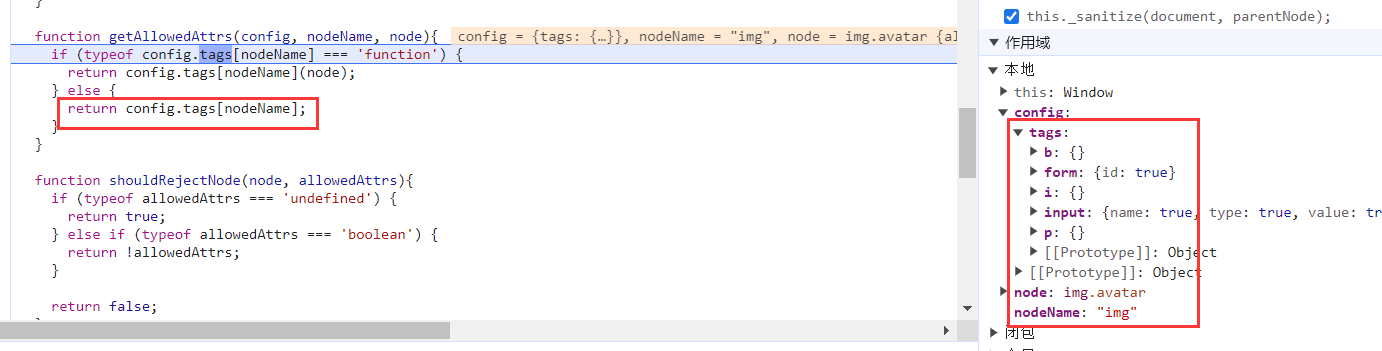 function getAllowedAttrs(config, nodeName, node){ config = {tags: {…}}, nodeName = "img", node = img.avatar {al
if (typeof config.tags[nodeName] === 'function') {
return config.tags[nodeName](node);
} else {
return config.tags[nodeName];
}
}
function shouldRejectNode(node, allowedAttrs){
if (typeof allowedAttrs === 'undefined') {
return true;
} else if (typeof allowedAttrs === 'boolean') {
return !allowedAttrs;
}
return false;
this._sanitize(document, parentNode);
作用域
本地
this: Window
config:
tags:
b: {}
form: {id: true}
i: {}
input: {name: true, type: true, value: tr
p: {}
[[Prototype]]: Object
[[Prototype]]: Object
node: img.avatar
nodeName: "img"
闭包